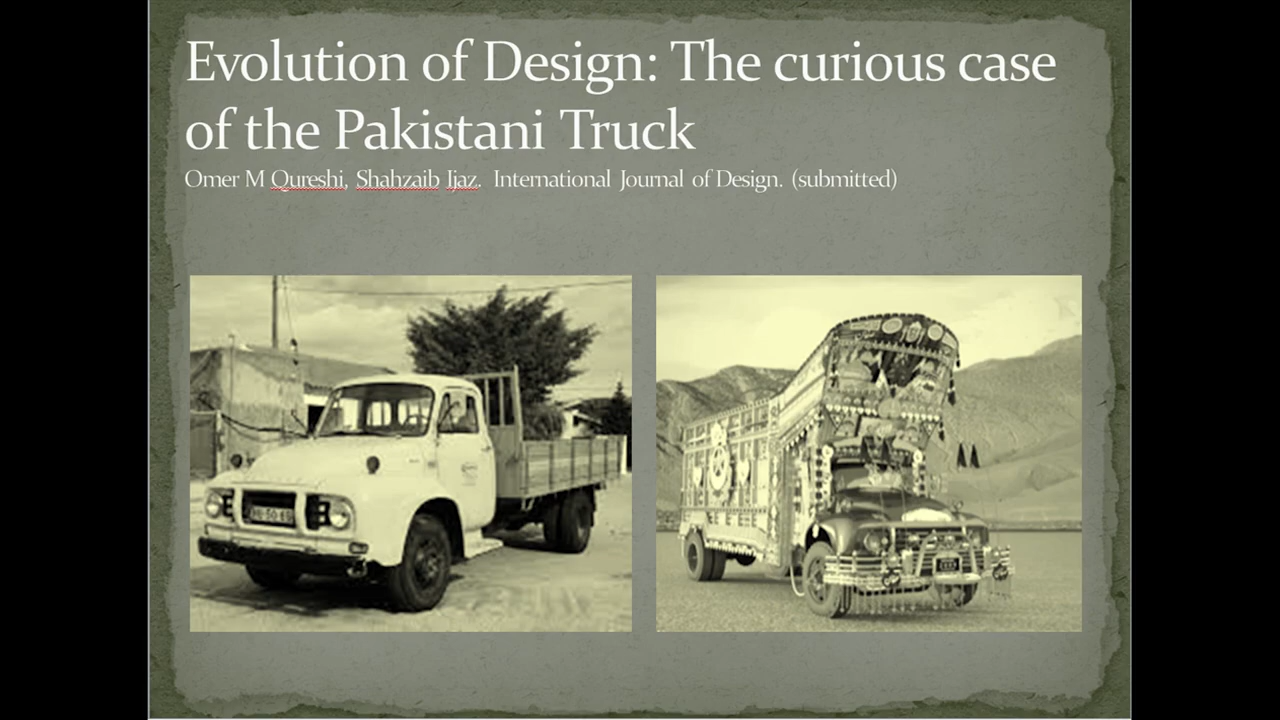 Evolution of Design: The curious case
of the Pakistani Truck
Omer M Qureshi, Shahzaib Ijaz. International Journal of Design. (submitted)